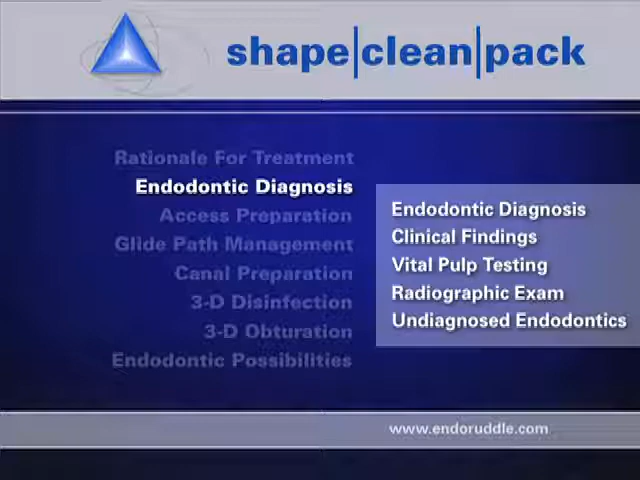 shape|clean|pack
Rationale For Treatment
Endodontic Diagnosis
Access Preparation
Glide Path Management
Canal Preparation
3-D Disinfection
3-D Obturation
Endodontic Possibilities
Endodontic Diagnosis
Clinical Findings
Vital Pulp Testing
Radiographic Exam
Undiagnosed Endodontics
www.endoruddle.com